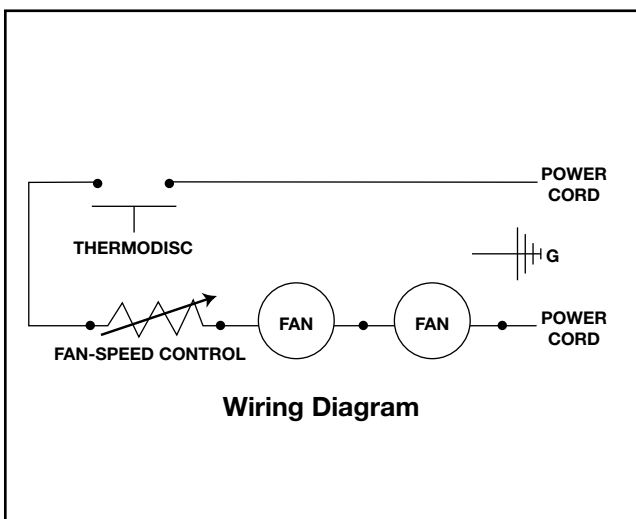 POWER
CORD
THERMODISC
G
FAN
FAN
POWER
CORD
FAN-SPEED CONTROL
Wiring Diagram